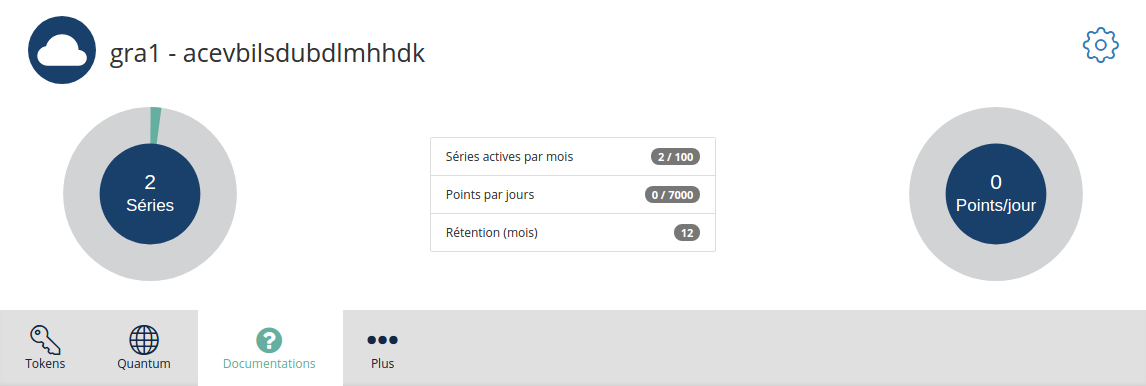 gra1 - acevbilsdubdlmhhdk
2
Séries
Séries actives par mois 2 / 100
Points par jours 0 / 7000
Rétention (mois) 12
0
Points/jour
Tokens
Quantum
Documentations
Plus